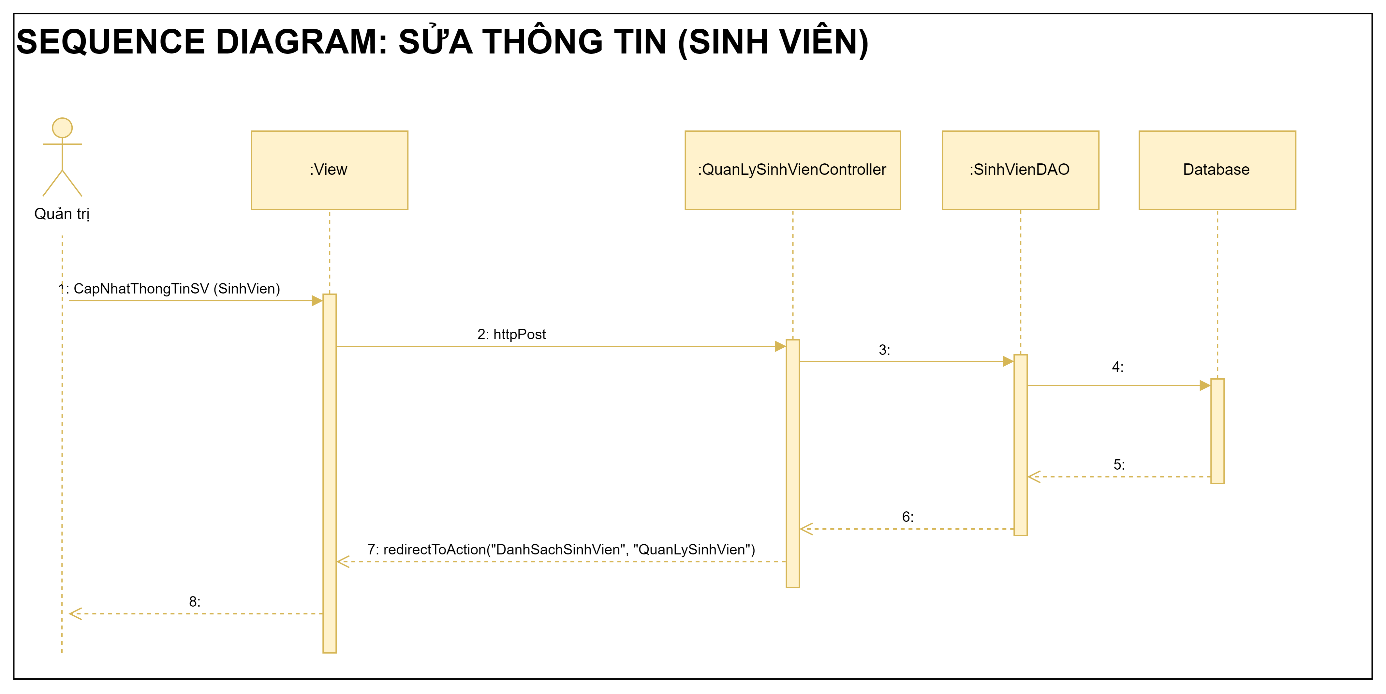 SEQUENCE DIAGRAM: SỬA THÔNG TIN (SINH VIÊN)
Quản trị
:View
:QuanLySinhVienController
:SinhVienDAO
Database
1: CapNhatThongTinSV (SinhVien)
2: httpPost
3:
4:
5:
6:
7: redirectToAction("DanhSachSinhVien", "QuanLySinhVien")
8: